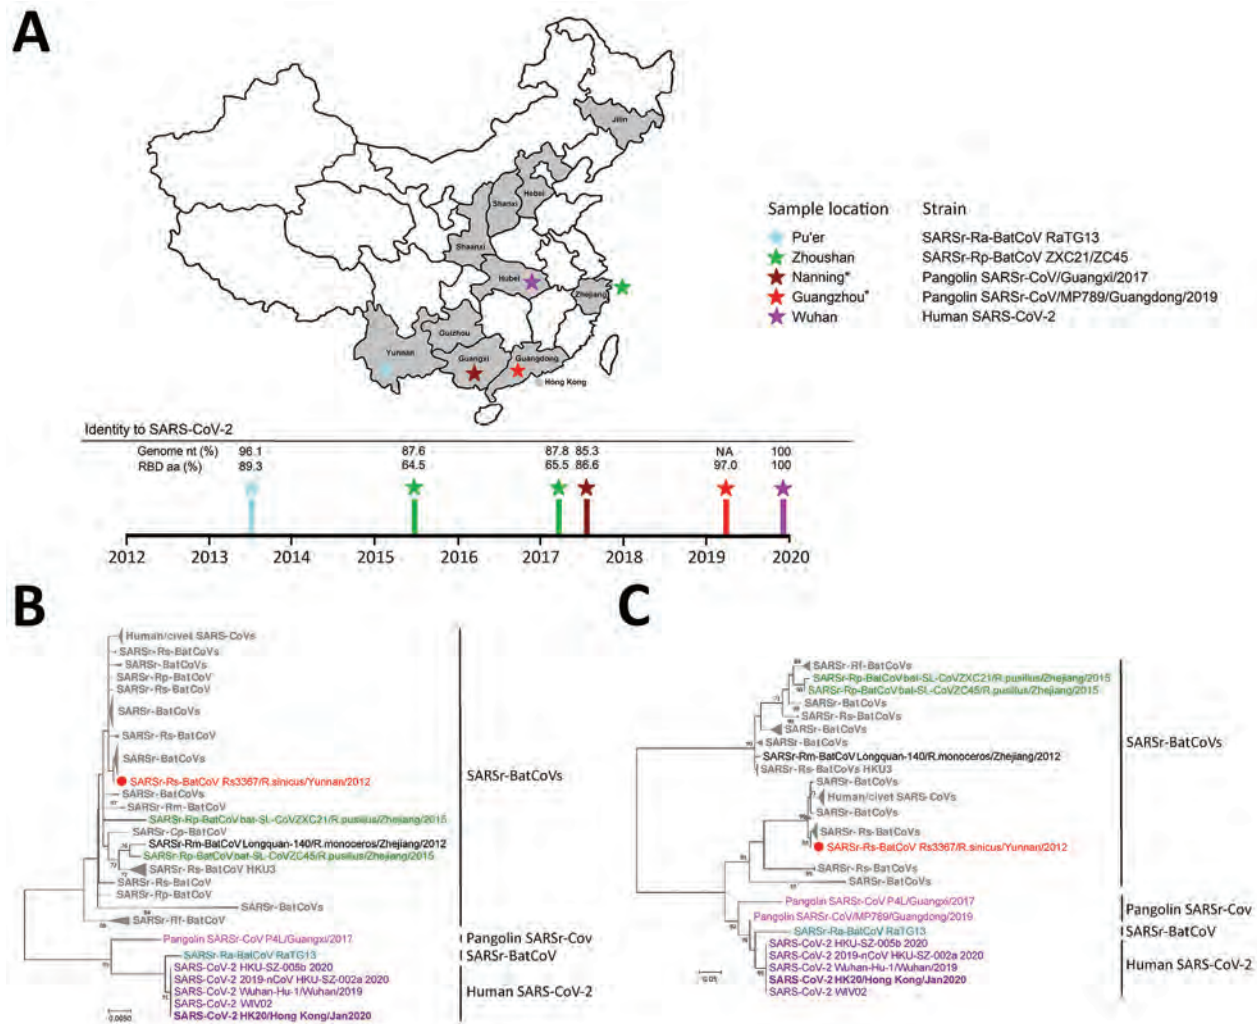 A
Jilin
Hebei
Shanxi
Shaanxi
Hubei
Zhejiang
Guizhou
Yunnan
Guangxi
Guangdong
Hong Kong
Sample location Strain
Pu'er SARSr-Ra-BatCoV RaTG13
Zhoushan SARSr-Rp-BatCoV ZXC21/ZC45
Nanning* Pangolin SARSr-CoV/Guangxi/2017
Guangzhou* Pangolin SARSr-CoV/MP789/Guangdong/2019
Wuhan Human SARS-CoV-2
Identity to SARS-CoV-2
Genome nt (%) 96.1 87.6 87.8 85.3 NA 100
RBD aa (%) 89.3 64.5 65.5 86.6 97.0 100
2012 2013 2014 2015 2016 2017 2018 2019 2020
B
Human/civet SARS-CoVs
SARSr-Rs-BatCoVs
SARSr-BatCoVs
SARSr-Rp-BatCoV
SARSr-Rs-BatCoV
SARSr-BatCoVs
SARSr-Rs-BatCoV
SARSr-BatCoVs
SARSr-Rs-BatCoV Rs3367/R.sinicus/Yunnan/2012
SARSr-BatCoVs
SARSr-Rm-BatCoV
SARSr-Rp-BatCoV bat-SL-CoVZXC21/R.pusillus/Zhejiang/2015
SARSr-Cp-BatCoV
SARSr-Rm-BatCoV Longquan-140/R.monoceros/Zhejiang/2012
SARSr-Rp-BatCoV bat-SL-CoVZC45/R.pusillus/Zhejiang/2015
SARSr-Rs-BatCoV HKU3
SARSr-Rs-BatCoV
SARSr-Rp-BatCoV
SARSr-BatCoVs
SARSr-Rf-BatCoV
Pangolin SARSr-CoV P4L/Guangxi/2017
SARSr-Ra-BatCoV RaTG13
SARS-CoV-2 HKU-SZ-005b 2020
SARS-CoV-2 2019-nCoV HKU-SZ-002a 2020
SARS-CoV-2 Wuhan-Hu-1/Wuhan/2019
SARS-CoV-2 WIV02
SARS-CoV-2 HK20/Hong Kong/Jan2020
0.0050
SARSr-BatCoVs
Pangolin SARSr-Cov
SARSr-BatCoV
Human SARS-CoV-2
C
SARSr-Rf-BatCoVs
SARSr-Rp-BatCoV bat-SL-CoVZXC21/R.pusillus/Zhejiang/2015
SARSr-Rp-BatCoV bat-SL-CoVZC45/R.pusillus/Zhejiang/2015
SARSr-BatCoVs
SARSr-Rs-BatCoVs
SARSr-BatCoVs
SARSr-BatCoVs
SARSr-Rm-BatCoV Longquan-140/R.monoceros/Zhejiang/2012
SARSr-Rs-BatCoVs HKU3
SARSr-BatCoVs
Human/civet SARS-CoVs
SARSr-BatCoVs
SARSr-Rs-BatCoVs
SARSr-Rs-BatCoV Rs3367/R.sinicus/Yunnan/2012
SARSr-Rs-BatCoVs
SARSr-BatCoVs
Pangolin SARSr-CoV P4L/Guangxi/2017
Pangolin SARSr-CoV/MP789/Guangdong/2019
SARSr-Ra-BatCoV RaTG13
SARS-CoV-2 HKU-SZ-005b 2020
SARS-CoV-2 2019-nCoV HKU-SZ-002a 2020
SARS-CoV-2 Wuhan-Hu-1/Wuhan/2019
SARS-CoV-2 HK20/Hong Kong/Jan2020
SARS-CoV-2 WIV02
0.05
SARSr-BatCoVs
Pangolin SARSr-Cov
SARSr-BatCoV
Human SARS-CoV-2